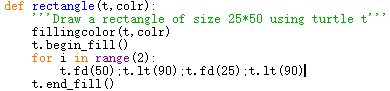 def rectangle(t,colr):
    '''Draw a rectangle of size 25*50 using turtle t'''
    fillingcolor(t,colr)
    t.begin_fill()
    for i in range(2):
        t.fd(50);t.lt(90);t.fd(25);t.lt(90)
    t.end_fill()